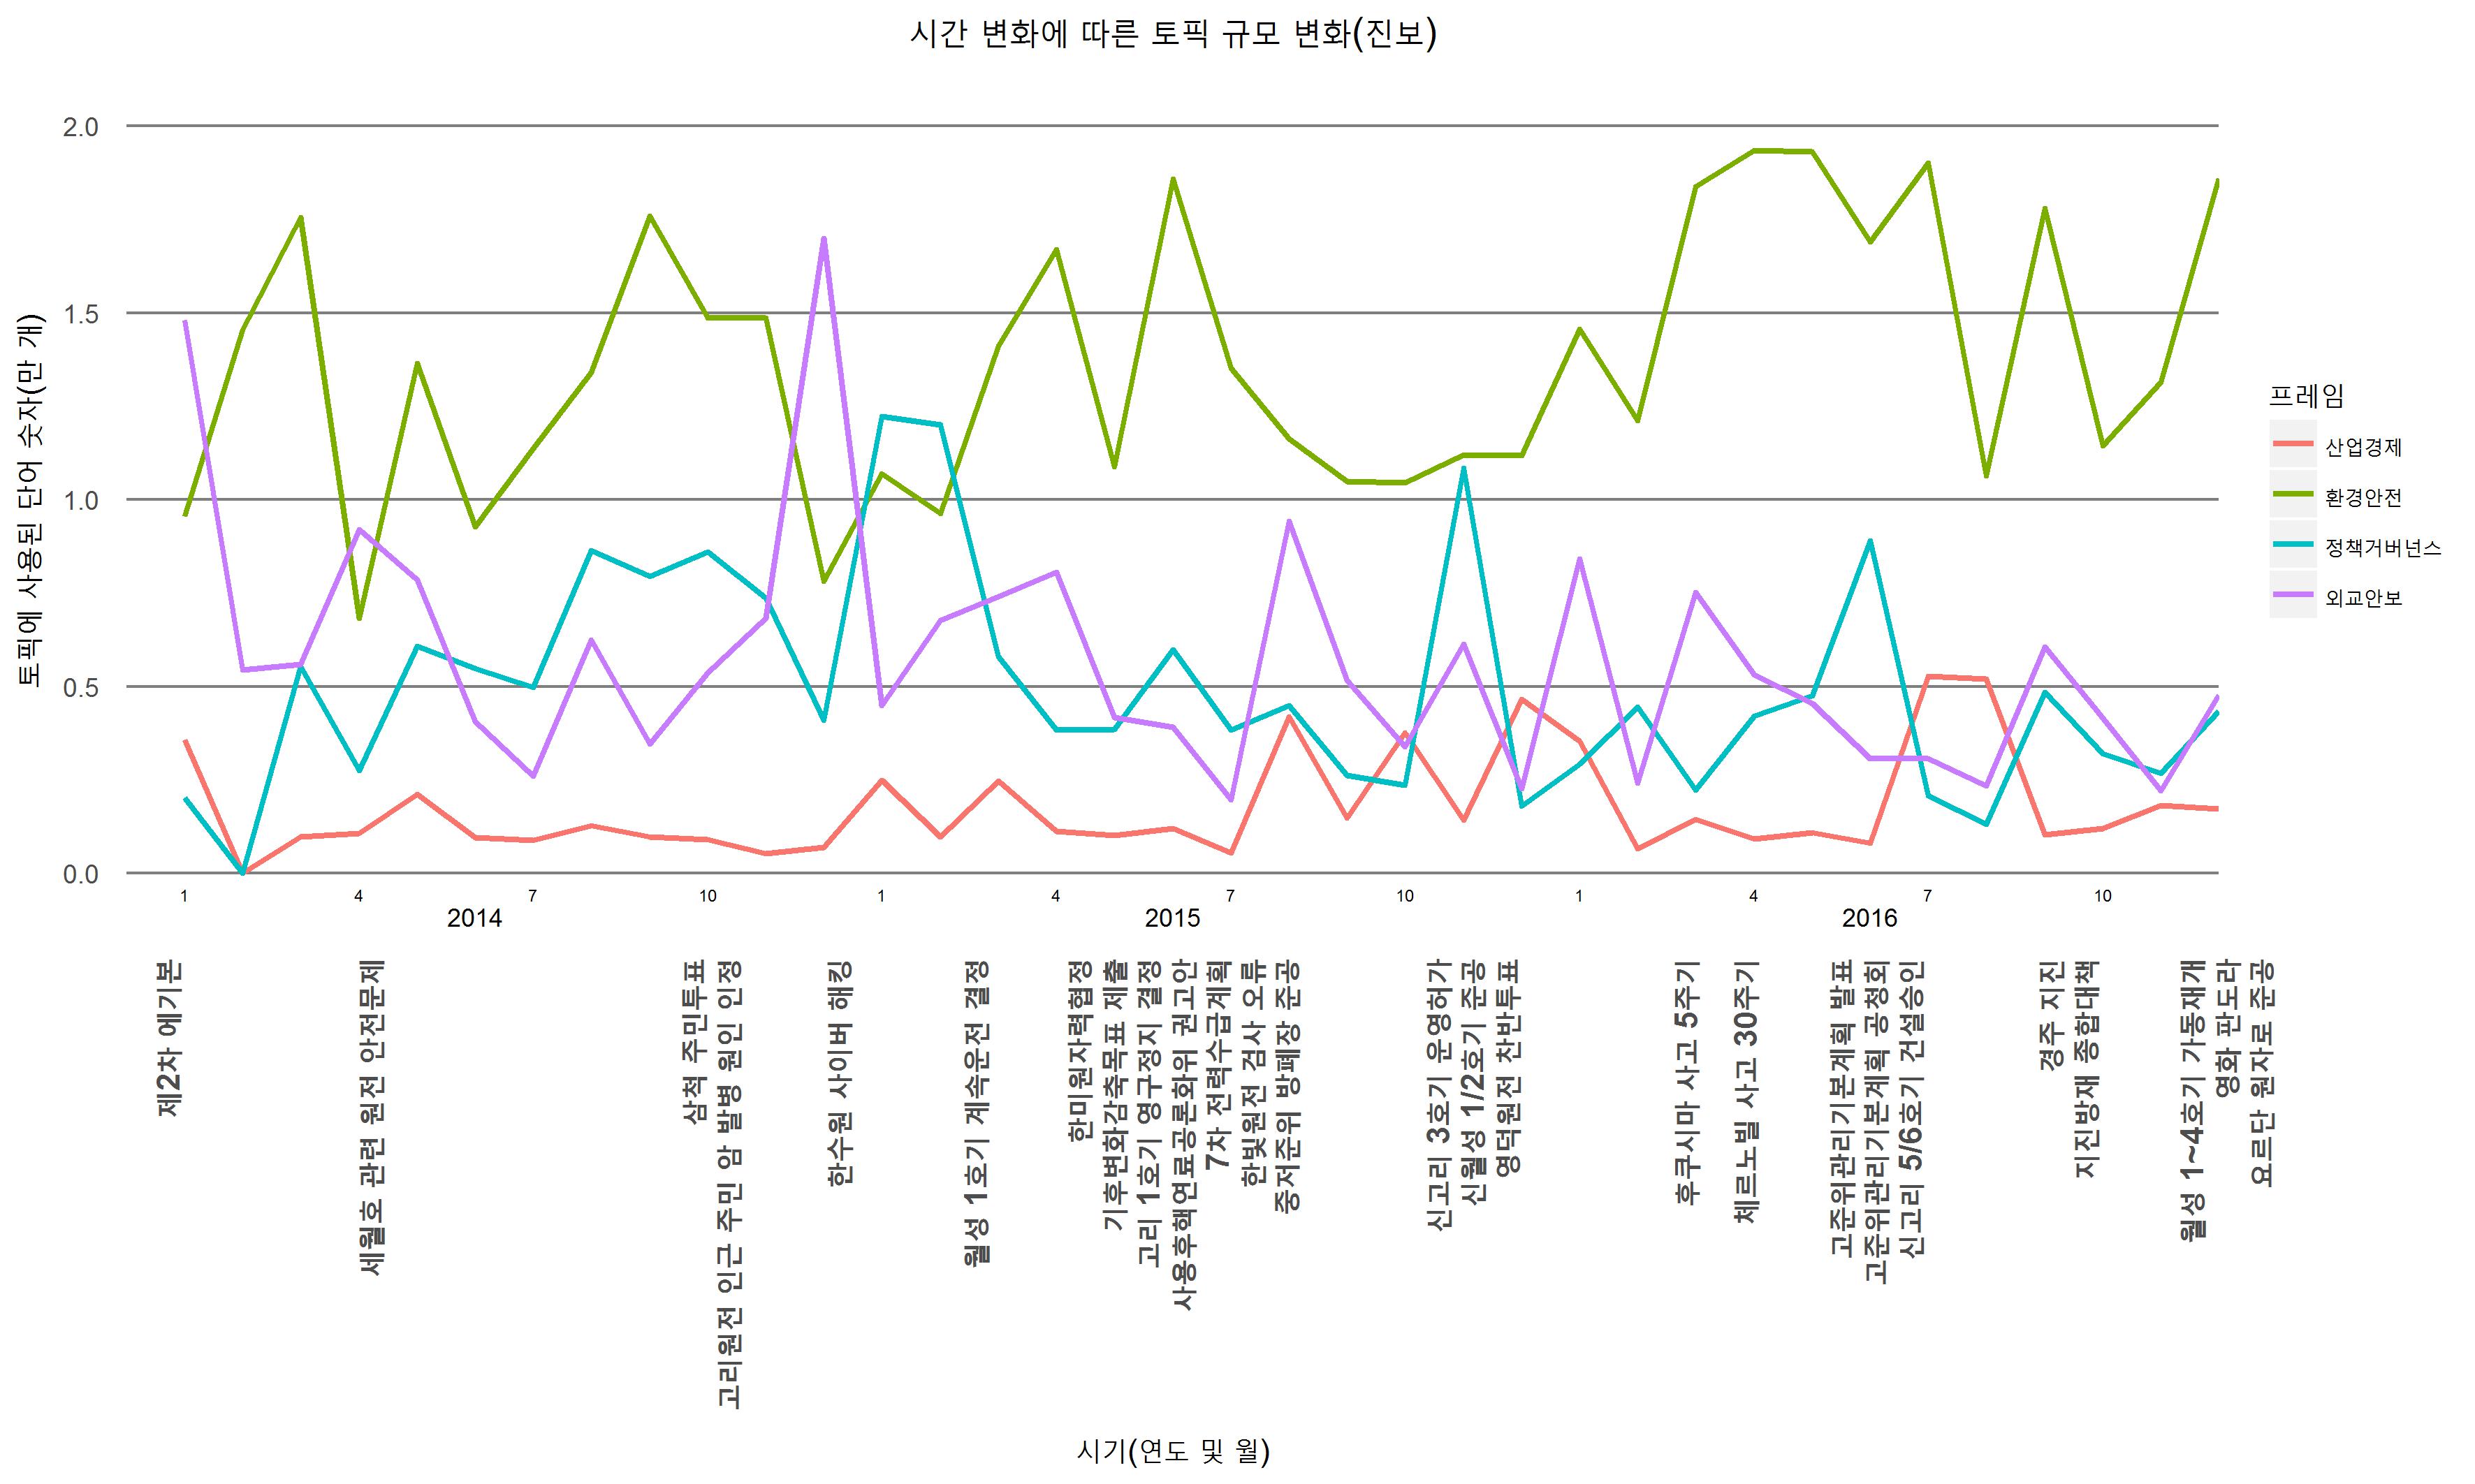 시간 변화에 따른 토픽 규모 변화(진보)
토픽에 사용된 단어 숫자(만 개)
2.0
1.5
1.0
0.5
0.0
1
4
7
10
1
4
7
10
1
4
7
10
2014
2015
2016
제2차 에기본
세월호 관련 원전 안전문제
삼척 주민투표
고리원전 인근 주민 암 발병 원인 인정
한수원 사이버 해킹
월성 1호기 계속운전 결정
한미원자력협정
기후변화감축목표 제출
고리 1호기 영구정지 결정
사용후핵연료공론화위 권고안
7차 전력수급계획
한빛원전 검사 오류
중저준위 방폐장 준공
신고리 3호기 운영허가
신월성 1/2호기 준공
영덕원전 찬반투표
후쿠시마 사고 5주기
체르노빌 사고 30주기
고준위관리기본계획 발표
고준위관리기본계획 공청회
신고리 5/6호기 건설승인
경주 지진
지진방재 종합대책
월성 1~4호기 가동재개
영화 판도라
요르단 원자로 준공
시기(연도 및 월)
프레임
산업경제
환경안전
정책거버넌스
외교안보